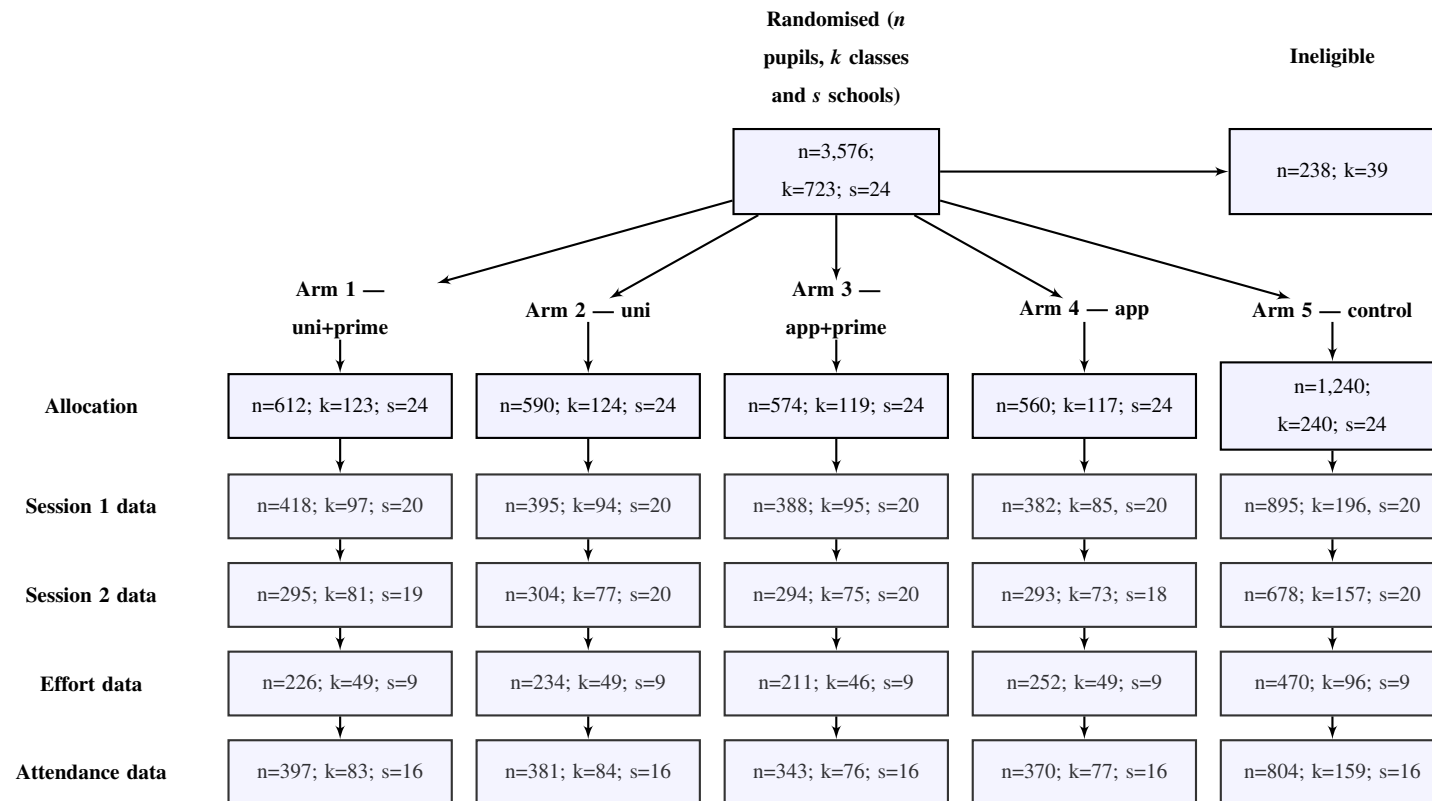 Randomised (n
pupils, k classes
and s schools)
Ineligible
n=3,576;
k=723; s=24
n=238; k=39
Arm 1 —
uni+prime
Arm 2 — uni
Arm 3 —
app+prime
Arm 4 — app
Arm 5 — control
Allocation
n=612; k=123; s=24
n=590; k=124; s=24
n=574; k=119; s=24
n=560; k=117; s=24
n=1,240;
k=240; s=24
Session 1 data
n=418; k=97; s=20
n=395; k=94; s=20
n=388; k=95; s=20
n=382; k=85, s=20
n=895; k=196, s=20
Session 2 data
n=295; k=81; s=19
n=304; k=77; s=20
n=294; k=75; s=20
n=293; k=73; s=18
n=678; k=157; s=20
Effort data
n=226; k=49; s=9
n=234; k=49; s=9
n=211; k=46; s=9
n=252; k=49; s=9
n=470; k=96; s=9
Attendance data
n=397; k=83; s=16
n=381; k=84; s=16
n=343; k=76; s=16
n=370; k=77; s=16
n=804; k=159; s=16